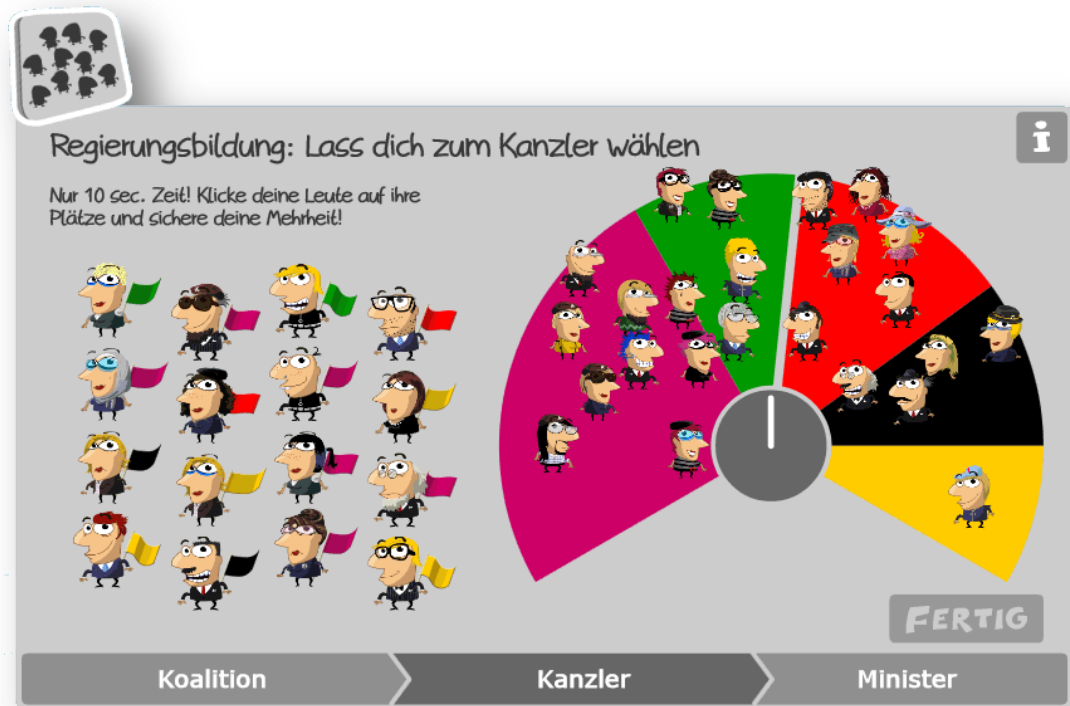 Regierungsbildung: Lass dich zum Kanzler wählen
i
Nur 10 sec. Zeit! Klicke deine Leute auf ihre
Plätze und sichere deine Mehrheit!
FERTIG
Koalition
Kanzler
Minister